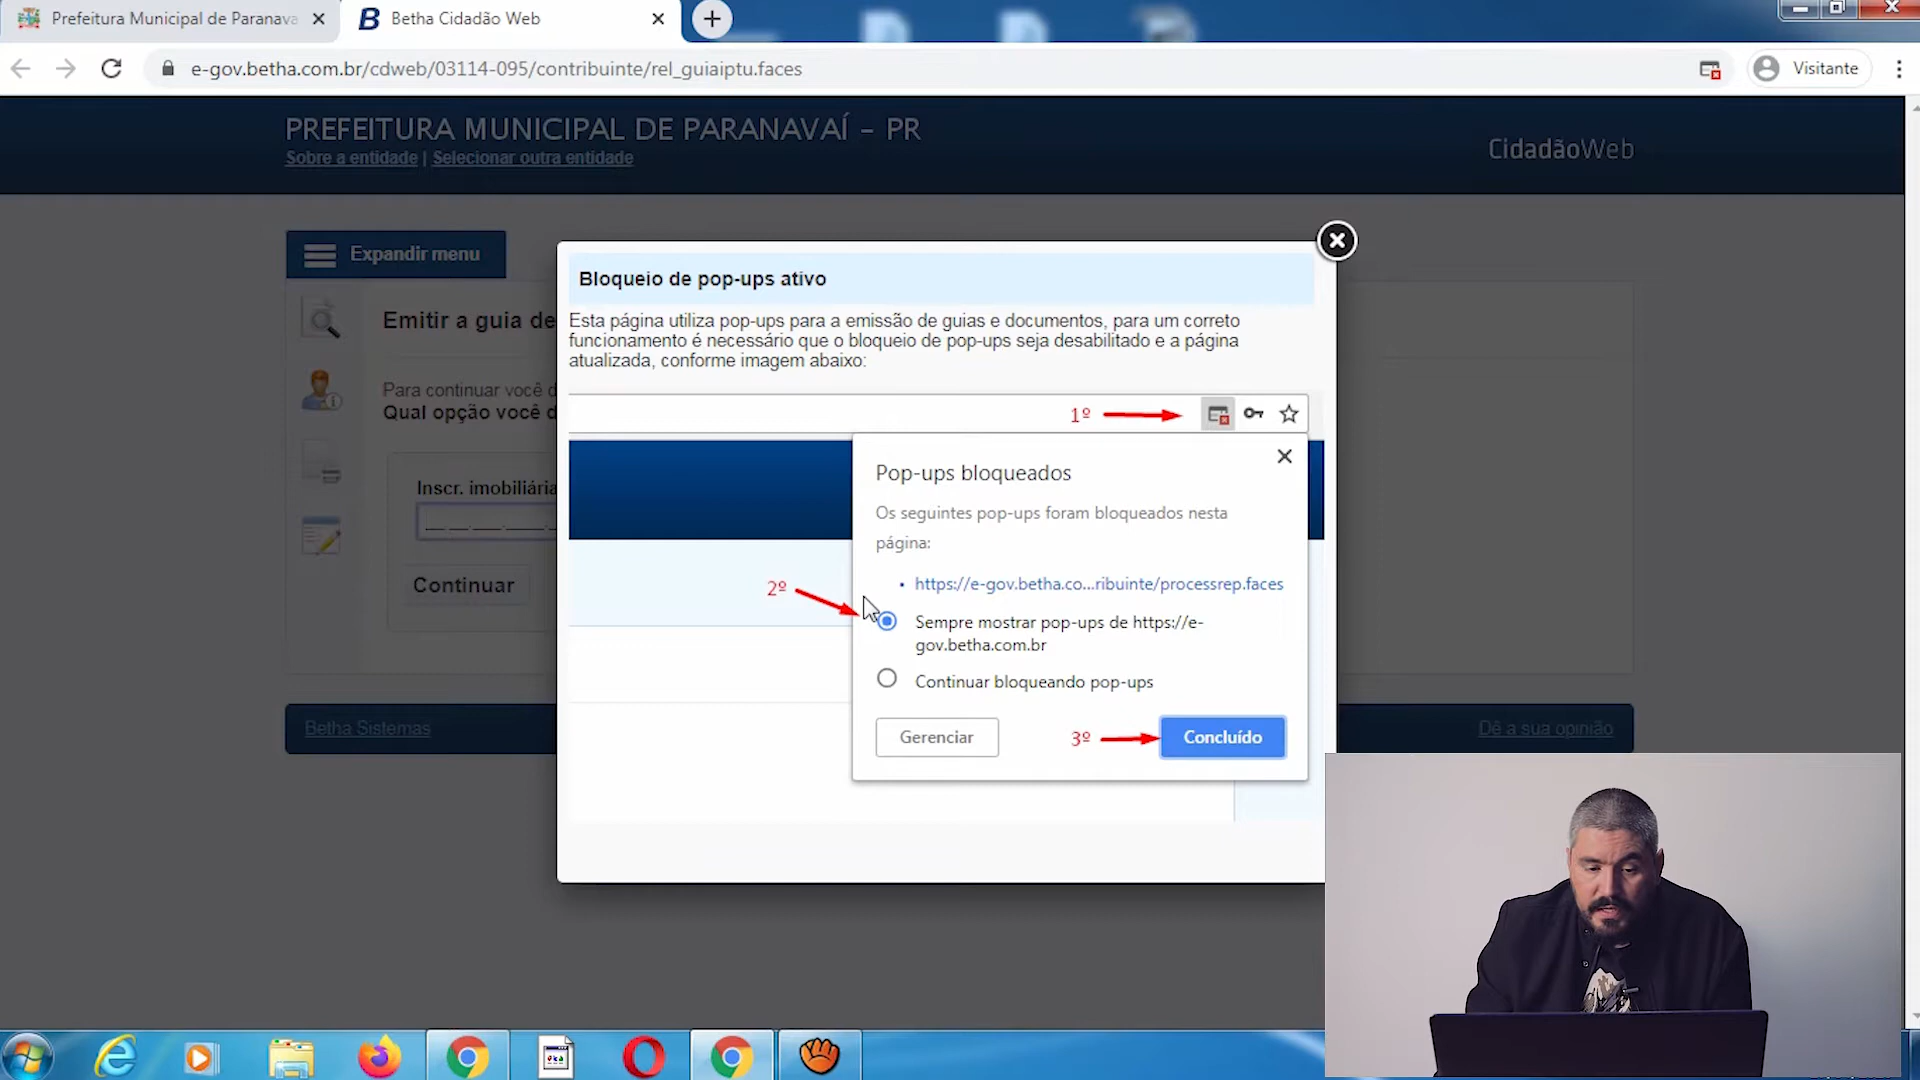 Prefeitura Municipal de Paranava
Betha Cidadão Web
e-gov.betha.com.br/cdweb/03114-095/contribuinte/rel_guiaiptu.faces
Visitante
PREFEITURA MUNICIPAL DE PARANAVAÍ - PR
Sobre a entidade | Selecionar outra entidade
CidadãoWeb
Expandir menu
Emitir a guia de
Para continuar você d
Qual opção você d
Inscr. imobiliária
Continuar
Bloqueio de pop-ups ativo
Esta página utiliza pop-ups para a emissão de guias e documentos, para um correto
funcionamento é necessário que o bloqueio de pop-ups seja desabilitado e a página
atualizada, conforme imagem abaixo:
1º
Pop-ups bloqueados
Os seguintes pop-ups foram bloqueados nesta
página:
• https://e-gov.betha.co...ribuinte/processrep.faces
2º
Sempre mostrar pop-ups de https://e-
gov.betha.com.br
Continuar bloqueando pop-ups
Gerenciar
3º
Concluído
Betha Sistemas
Dê a sua opinião